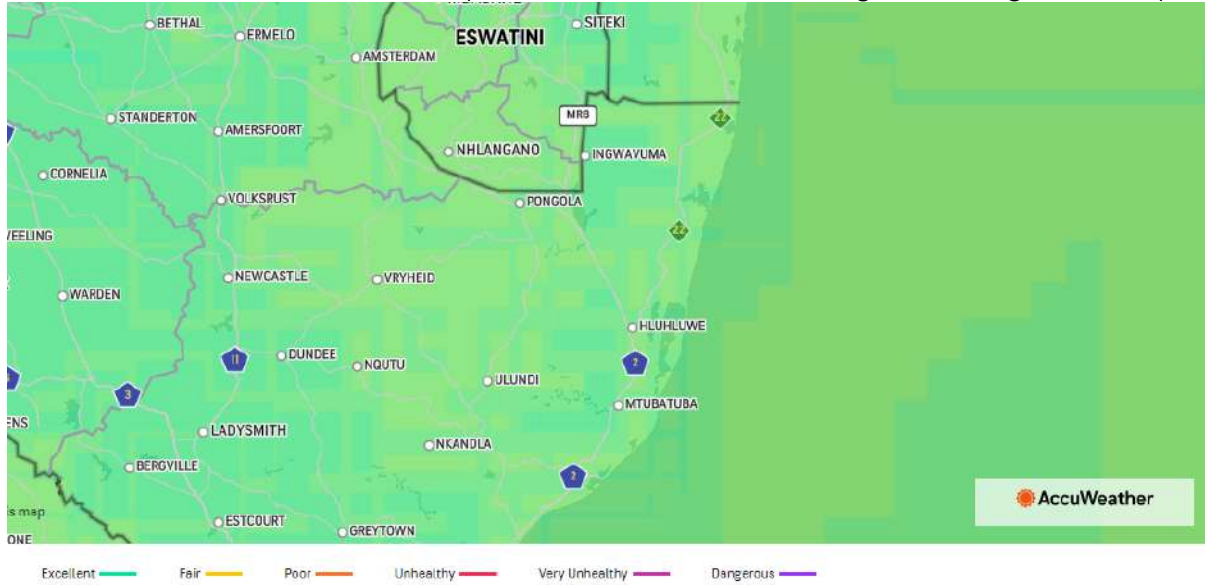 BETHAL
ERMELO
SITEKI
ESWATINI
AMSTERDAM
STANDERTON
AMERSFOORT
MR8
22
NHLANGANO
INGWAVUMA
CORNELIA
VOLKSRUST
PONGOLA
22
NEWCASTLE
VRYHEID
WARDEN
HLUHLUWE
DUNDEE
11
NQUTU
2
ULUNDI
3
MTUBATUBA
LADYSMITH
NKANDLA
BERGVILLE
2
AccuWeather
s map
ESTCOURT
GREYTOWN
ONE
Excellent Fair Poor Unhealthy Very Unhealthy Dangerous